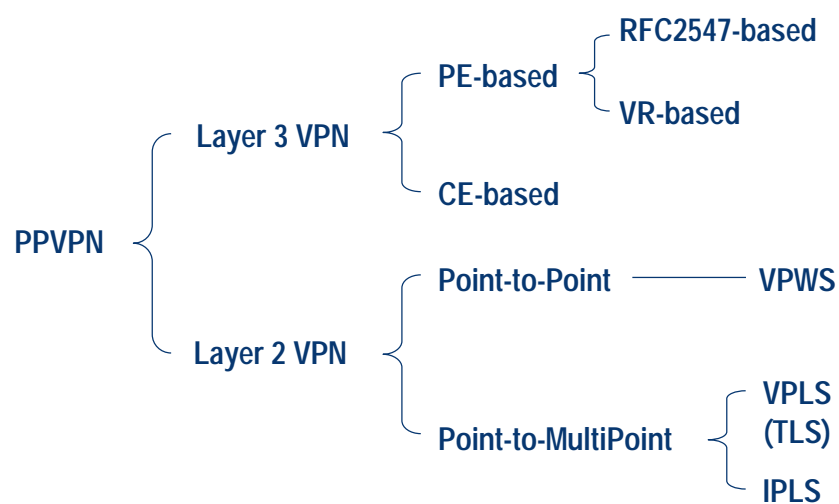 RFC2547-based
PE-based
VR-based
Layer 3 VPN
CE-based
PPVPN
Point-to-Point
VPWS
Layer 2 VPN
VPLS
(TLS)
Point-to-MultiPoint
IPLS